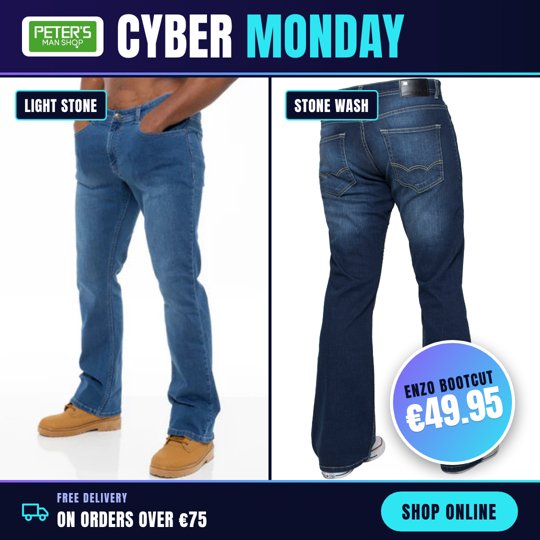 PETER'S
MAN SHOP
CYBER MONDAY
LIGHT STONE
STONE WASH
ENZO BOOTCUT
€49.95
FREE DELIVERY
ON ORDERS OVER €75
SHOP ONLINE